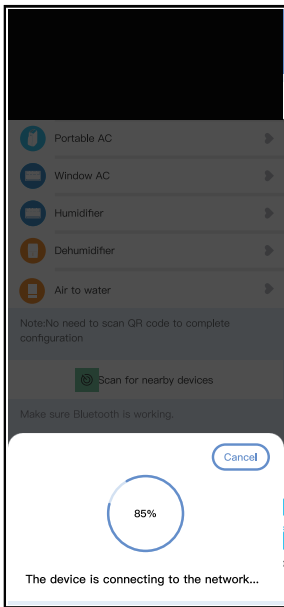 Portable AC
Window AC
Humidifier
Dehumidifier
Air to water
Note:No need to scan QR code to complete
configuration
Scan for nearby devices
Make sure Bluetooth is working.
Cancel
85%
The device is connecting to the network...